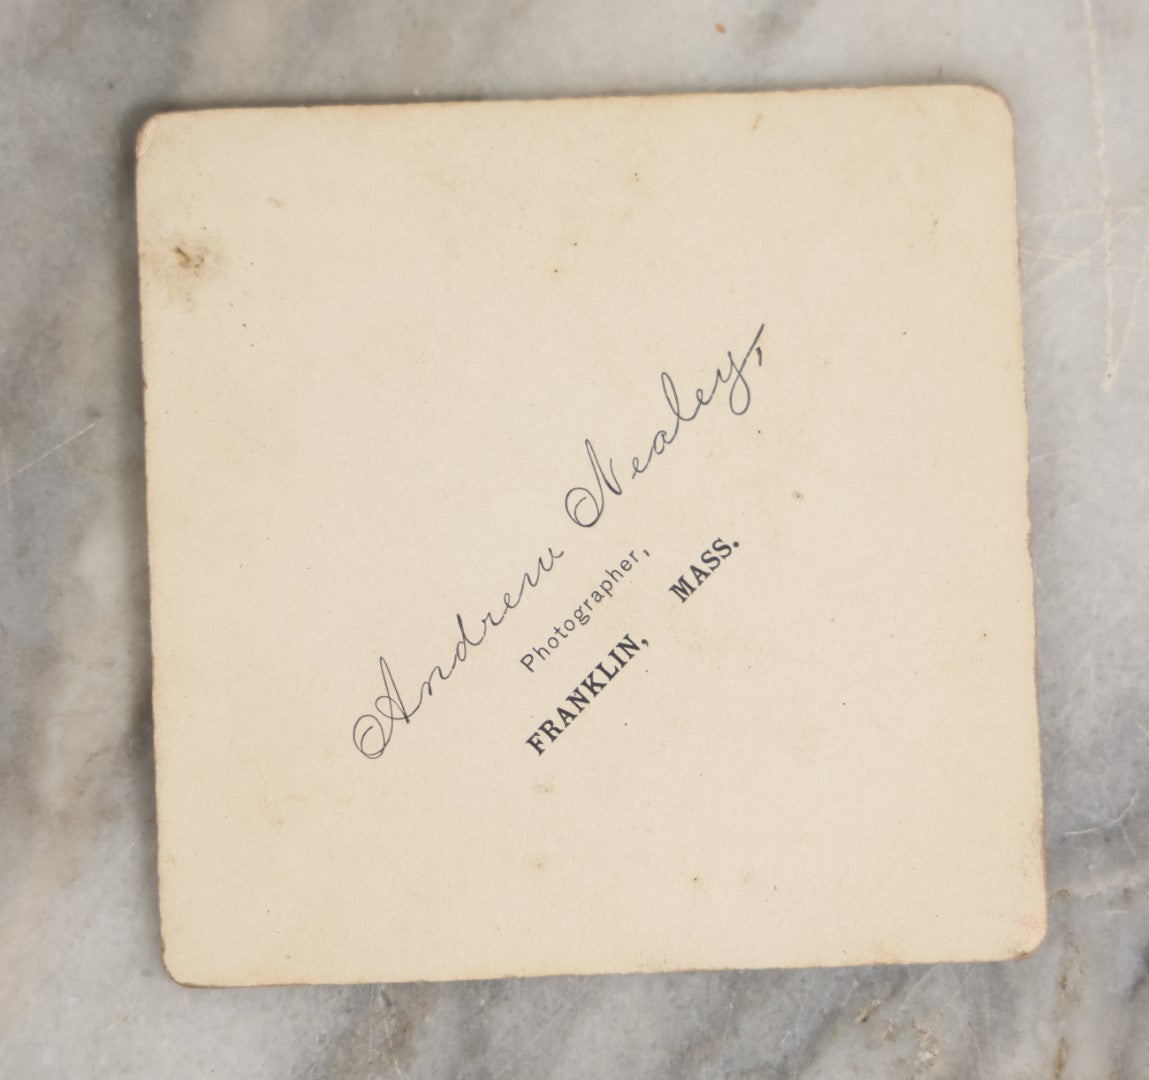 Andrew Nealey,
Photographer,
FRANKLIN, MASS.